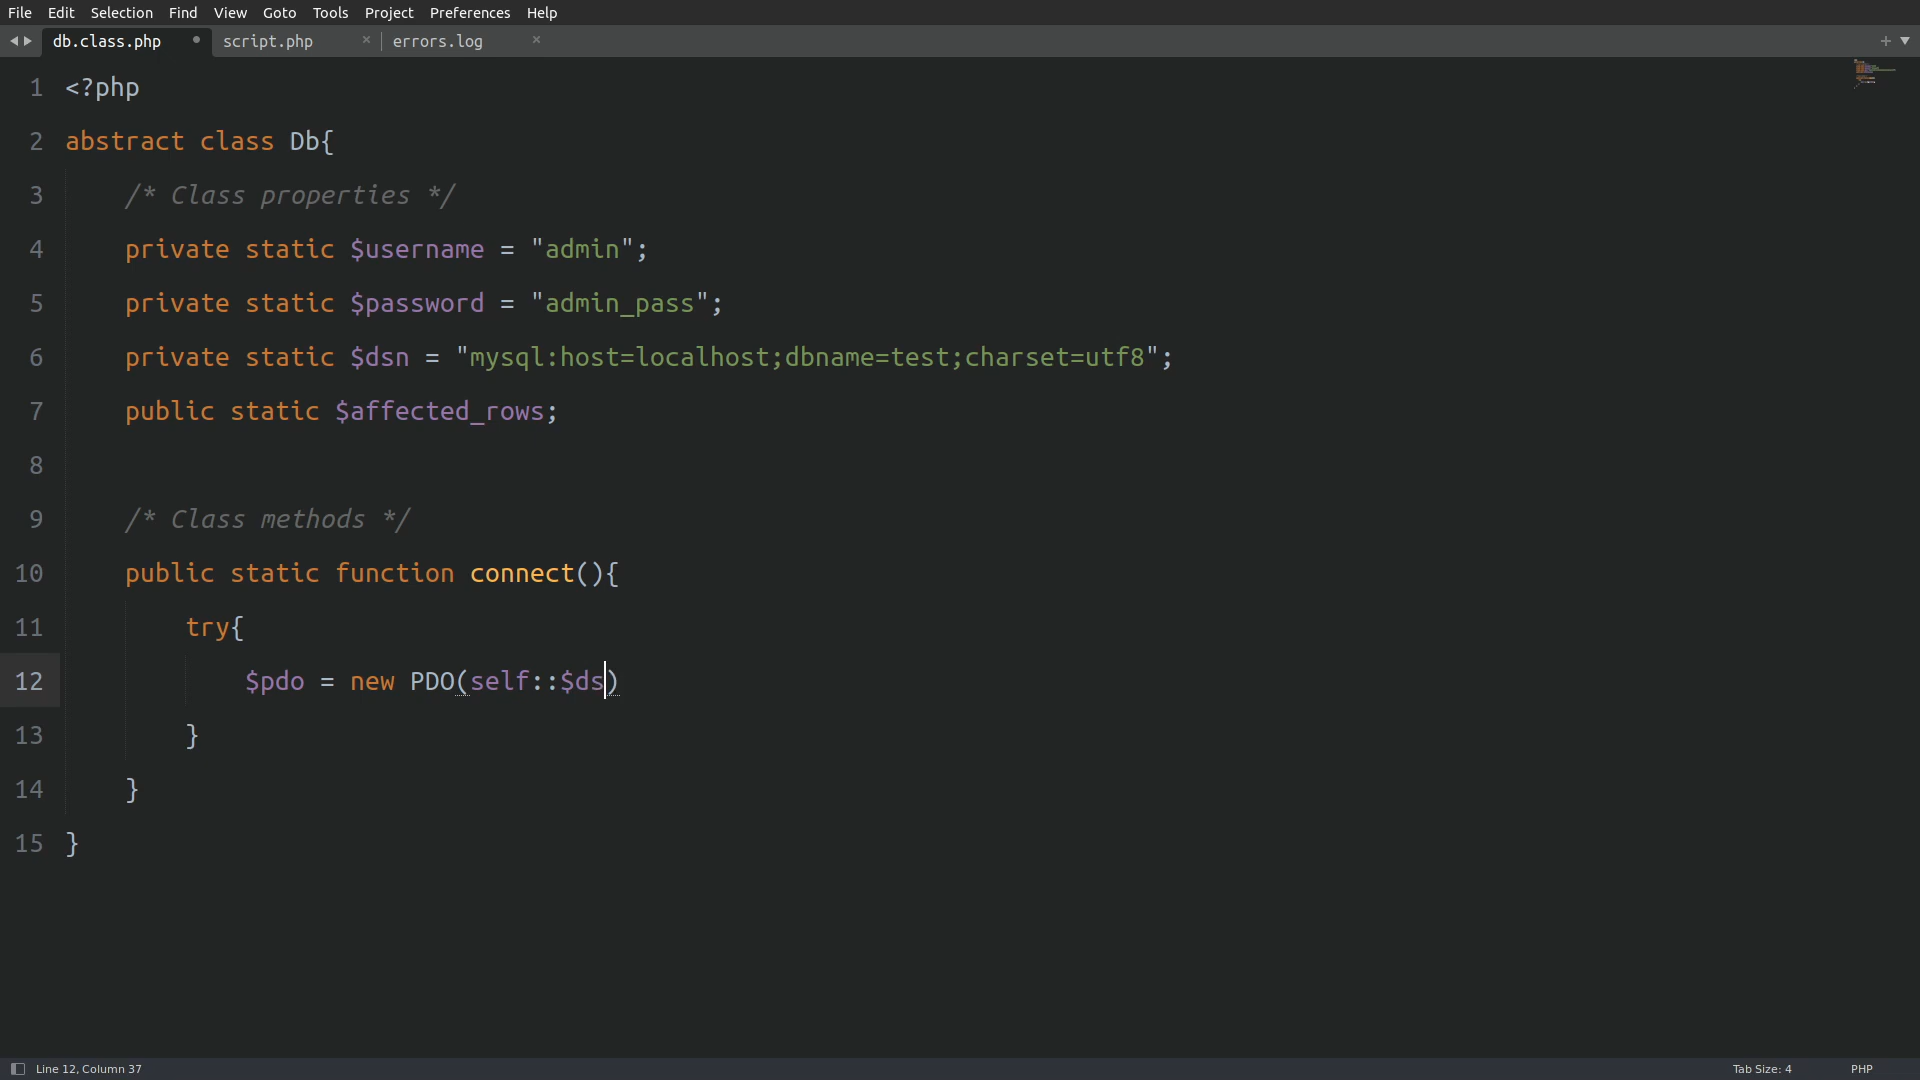 File Edit Selection Find View Goto Tools Project Preferences Help
db.class.php script.php errors.log
1 <?php
2 abstract class Db{
3 /* Class properties */
4 private static $username = "admin";
5 private static $password = "admin_pass";
6 private static $dsn = "mysql:host=localhost;dbname=test;charset=utf8";
7 public static $affected_rows;
8
9 /* Class methods */
10 public static function connect(){
11 try{
12 $pdo = new PDO(self::$ds)
13 }
14 }
15 }
Line 12, Column 37 Tab Size: 4 PHP